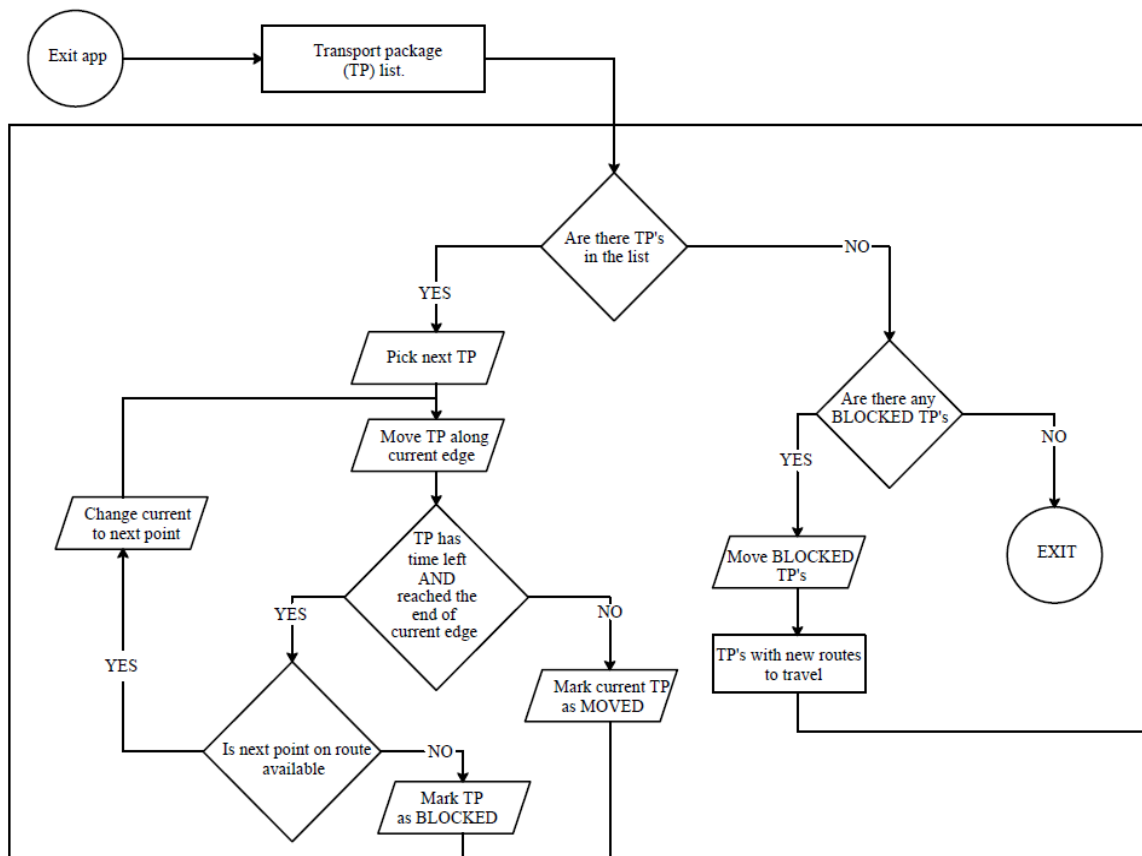 Exit app
Transport package
(TP) list.
Are there TP's
in the list
NO
YES
Pick next TP
Are there any
BLOCKED TP's
Move TP along
current edge
NO
YES
Change current
to next point
TP has
time left
AND
reached the
end of
current edge
Move BLOCKED
TP's
EXIT
YES
NO
TP's with new routes
to travel
YES
Mark current TP
as MOVED
Is next point on route
available
NO
Mark TP
as BLOCKED